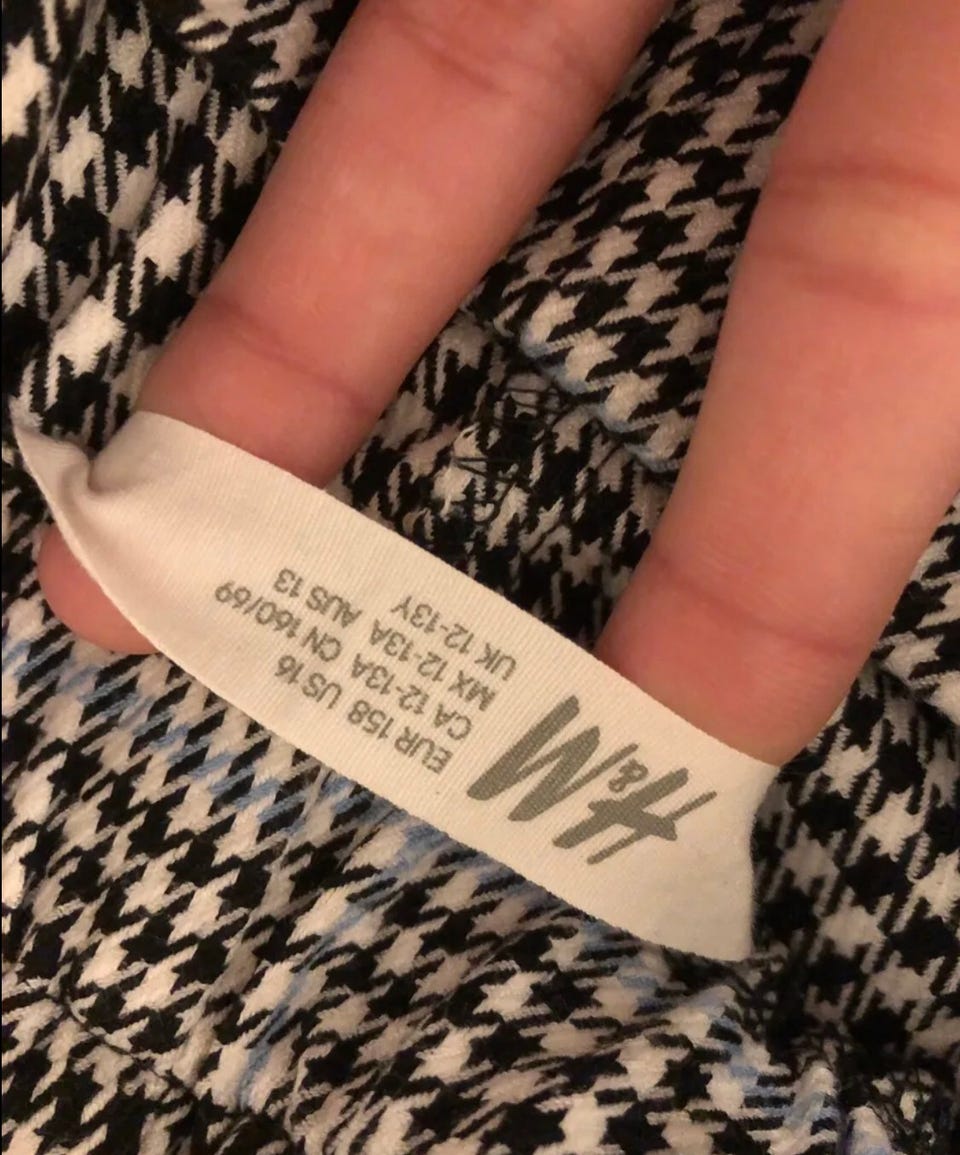 H&M
EUR 158 US 16
CA 12-13A CN 160/69
MX 12-13A AUS 13
UK 12-13Y